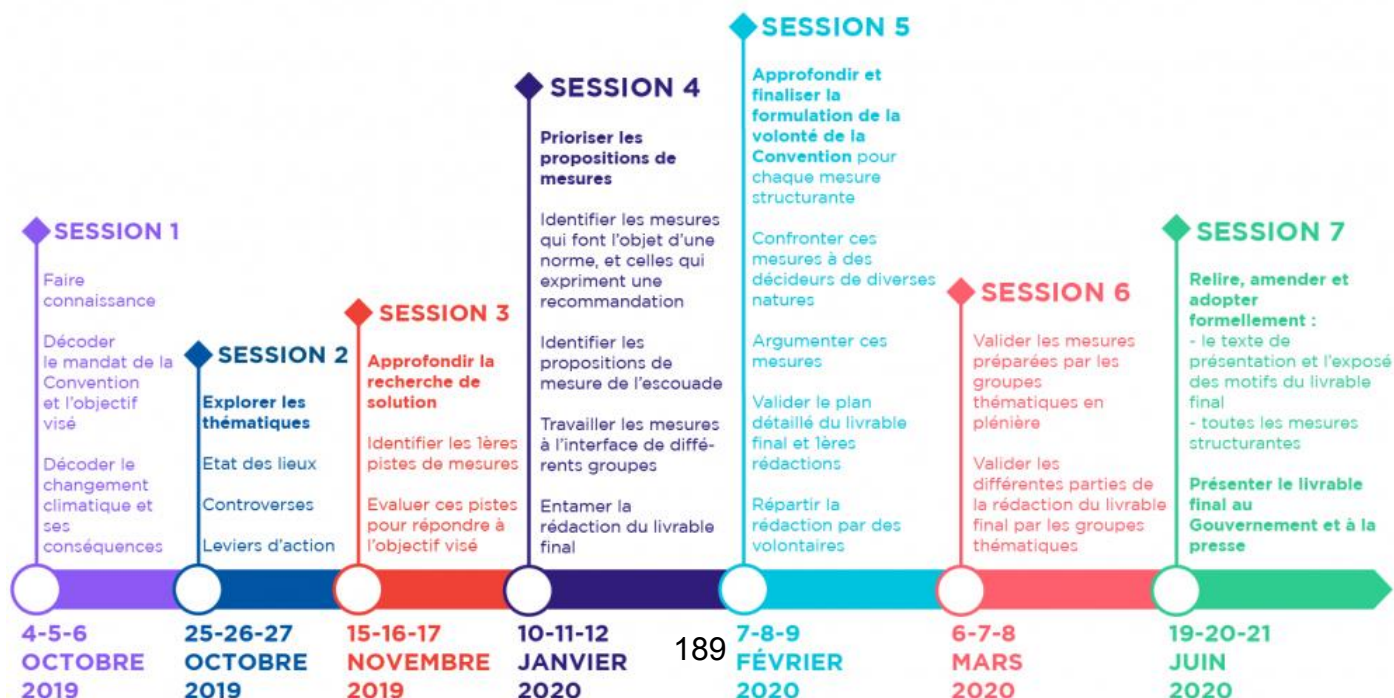 SESSION 1
Faire
connaissance
Décoder
le mandat de la
Convention
et l'objectif
visé
Décoder le
changement
climatique et
ses
conséquences
4-5-6
OCTOBRE
2019
SESSION 2
Explorer les
thématiques
Etat des lieux
Controverses
Leviers d'action
25-26-27
OCTOBRE
2019
SESSION 3
Approfondir la
recherche de
solution
Identifier les 1ères
pistes de mesures
Evaluer ces pistes
pour répondre à
l'objectif visé
15-16-17
NOVEMBRE
2019
SESSION 4
Prioriser les
propositions de
mesures
Identifier les mesures
qui font l'objet d'une
norme, et celles qui
expriment une
recommandation
Identifier les
propositions de
mesure de l'escouade
Travailler les mesures
à l'interface de diffé-
rents groupes
Entamer la
rédaction du livrable
final
10-11-12
JANVIER
2020
189
SESSION 5
Approfondir et
finaliser la
formulation de la
volonté de la
Convention pour
chaque mesure
structurante
Confronter ces
mesures à des
décideurs de diverses
natures
Argumenter ces
mesures
Valider le plan
détaillé du livrable
final et 1ères
rédactions
Répartir la
rédaction par des
volontaires
7-8-9
FÉVRIER
2020
SESSION 6
Valider les mesures
préparées par les
groupes
thématiques en
plénière
Valider les
différentes parties de
la rédaction du livrable
final par les groupes
thématiques
6-7-8
MARS
2020
SESSION 7
Relire, amender et
adopter
formellement :
- le texte de
présentation et l'exposé
des motifs du livrable
final
- toutes les mesures
structurantes
Présenter le livrable
final au
Gouvernement et à la
presse
19-20-21
JUIN
2020